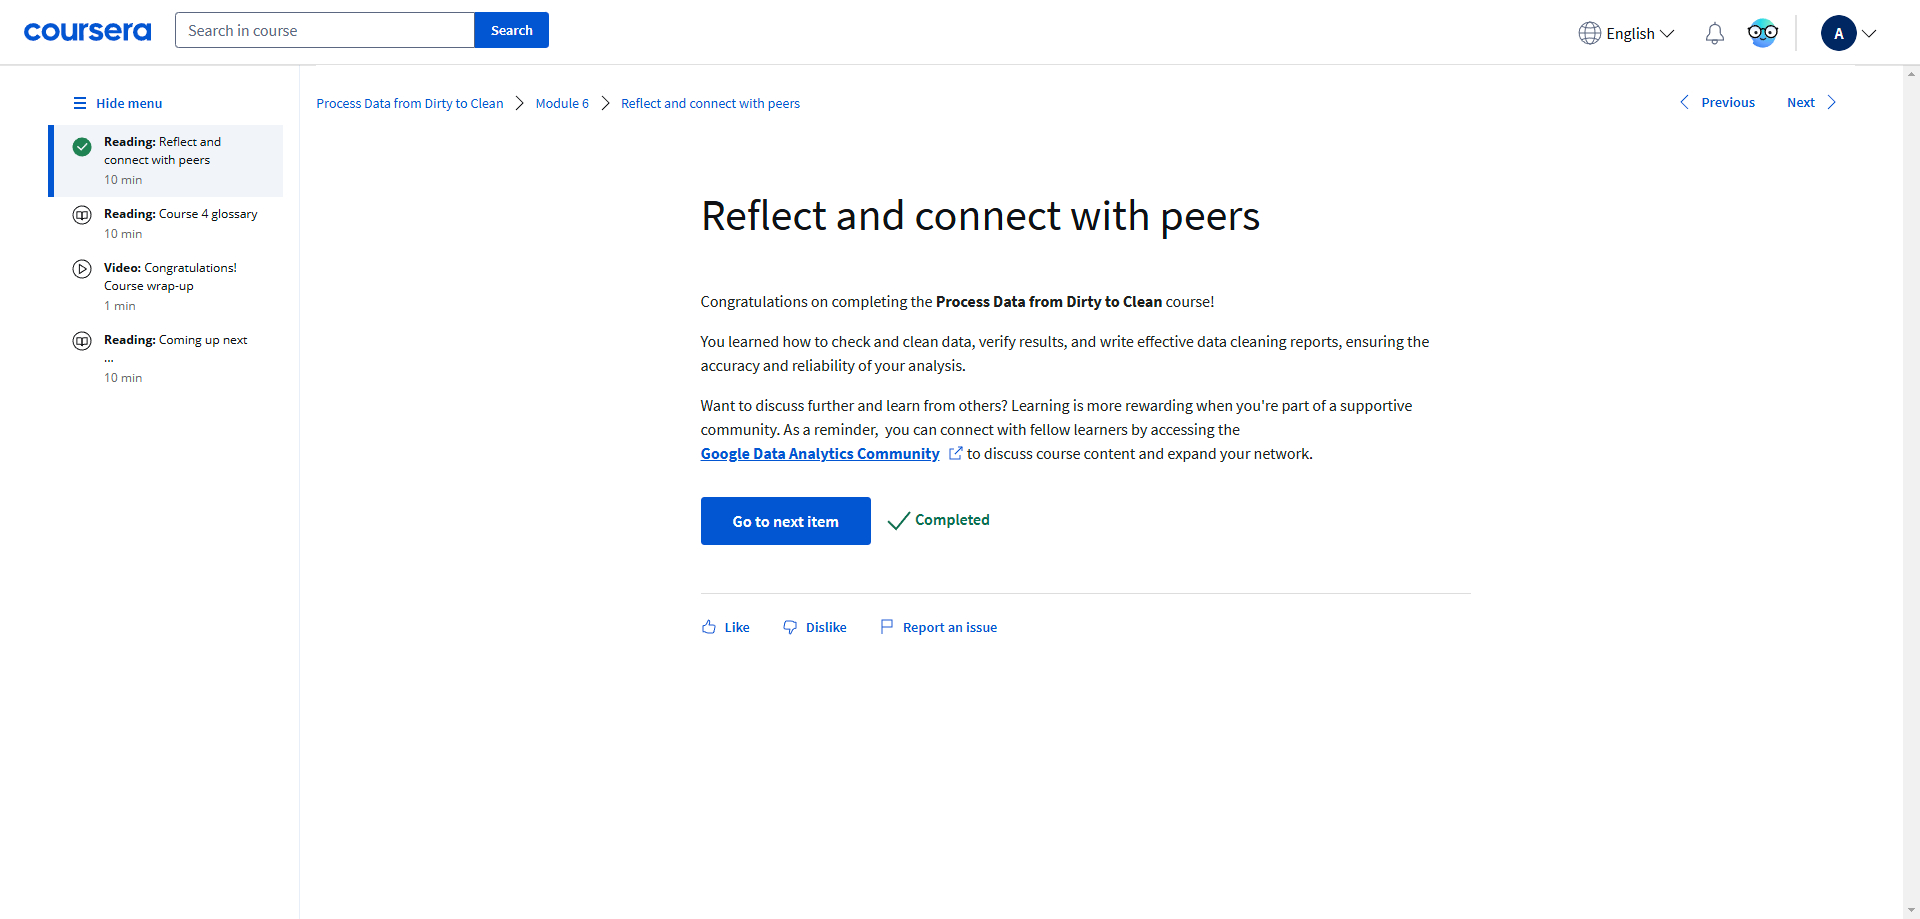 coursera
Search in course
Search
English
A
Hide menu
Process Data from Dirty to Clean
Module 6
Reflect and connect with peers
Previous
Next
Reading: Reflect and
connect with peers
10 min
Reading: Course 4 glossary
10 min
Video: Congratulations!
Course wrap-up
1 min
Reading: Coming up next
...
10 min
Reflect and connect with peers
Congratulations on completing the Process Data from Dirty to Clean course!
You learned how to check and clean data, verify results, and write effective data cleaning reports, ensuring the
accuracy and reliability of your analysis.
Want to discuss further and learn from others? Learning is more rewarding when you're part of a supportive
community. As a reminder, you can connect with fellow learners by accessing the
Google Data Analytics Community to discuss course content and expand your network.
Go to next item
Completed
Like
Dislike
Report an issue